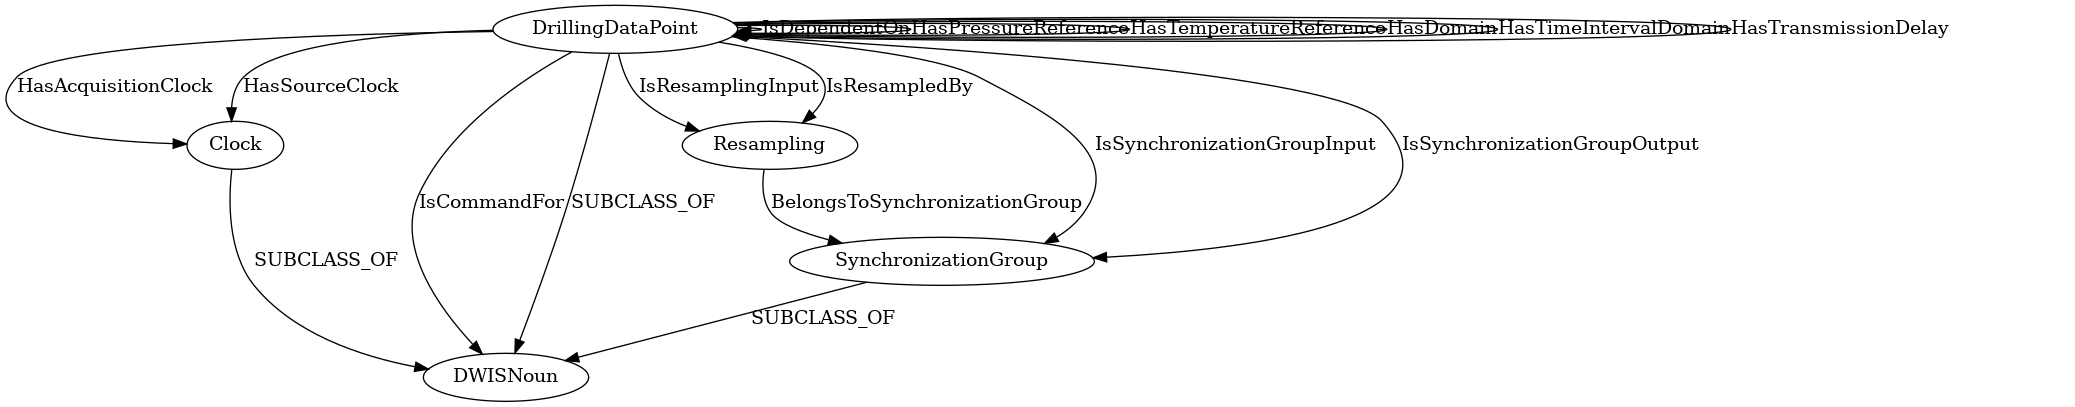 DrillingDataPoint
IsDependentOn
HasPressureReference
HasTemperatureReference
HasDomain
HasTimeIntervalDomain
HasTransmissionDelay
HasAcquisitionClock
HasSourceClock
IsResamplingInput
IsResampledBy
Clock
Resampling
IsSynchronizationGroupInput
IsSynchronizationGroupOutput
IsCommandFor
SUBCLASS_OF
BelongsToSynchronizationGroup
SUBCLASS_OF
SynchronizationGroup
SUBCLASS_OF
DWISNoun